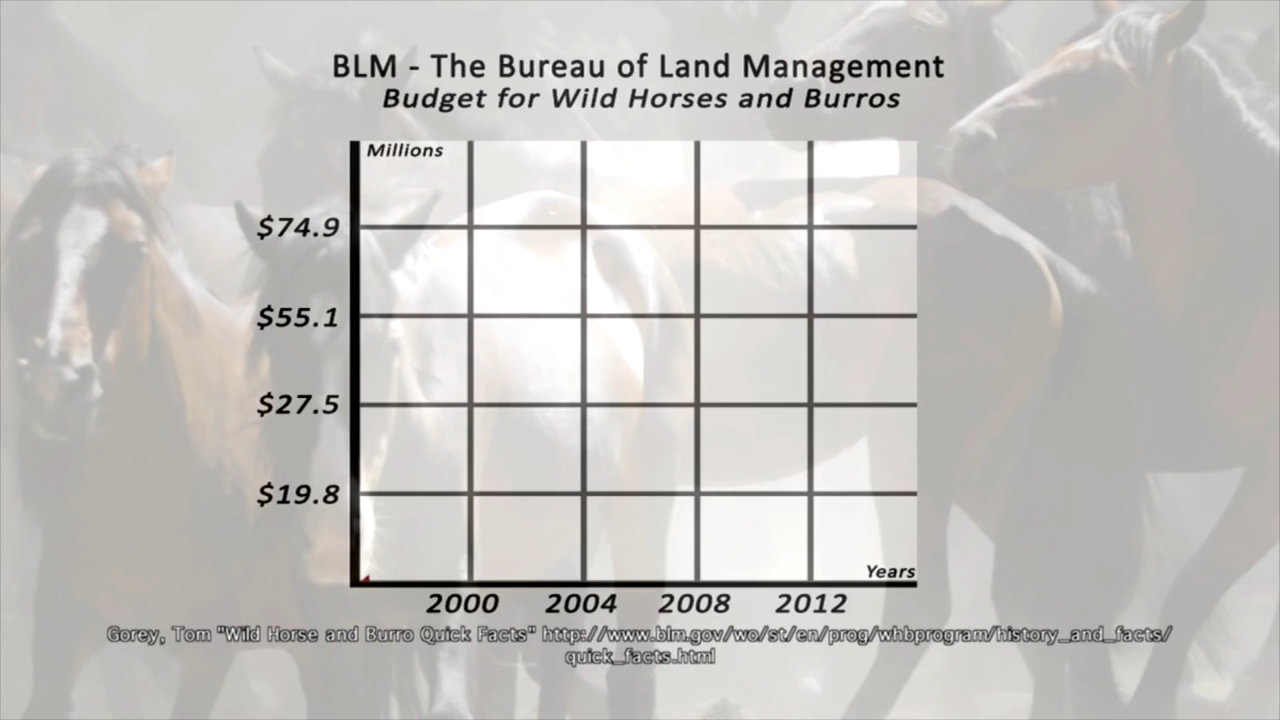 BLM - The Bureau of Land Management
Budget for Wild Horses and Burros
Millions
$74.9
$55.1
$27.5
$19.8
Years
2000 2004 2008 2012
Gorey, Tom "Wild Horse and Burro Quick Facts" http://www.blm.gov/wo/st/en/prog/whbprogram/history_and_facts/
quick_facts.html